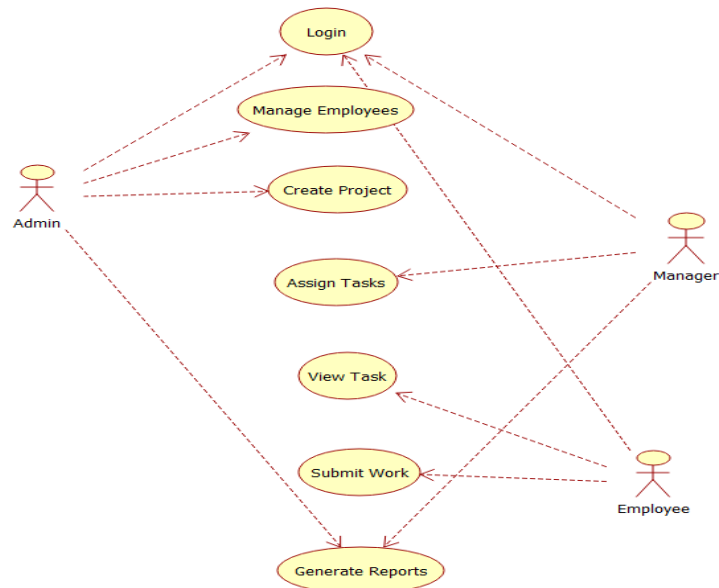 Login
Manage Employees
Create Project
Admin
Manager
Assign Tasks
View Task
Submit Work
Employee
Generate Reports